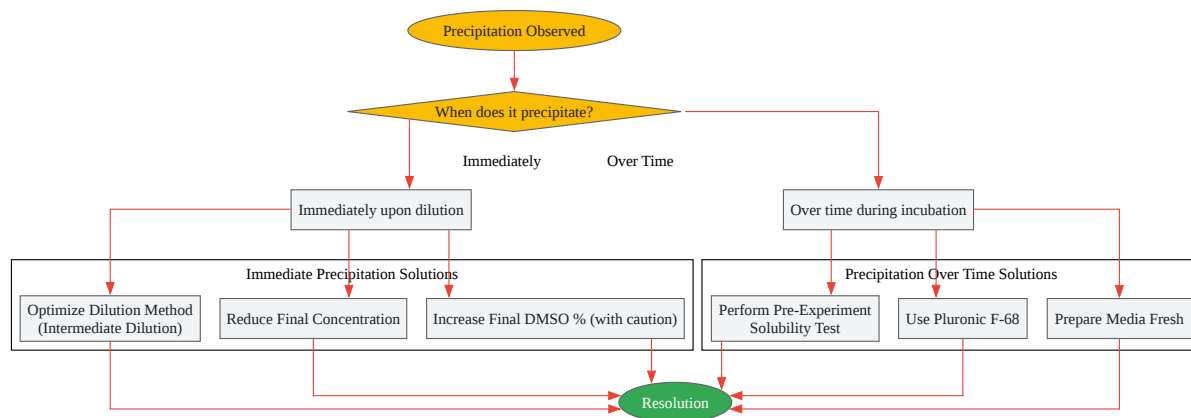 Precipitation Observed
When does it precipitate?
Immediately
Over Time
Immediately upon dilution
Over time during incubation
Immediate Precipitation Solutions
Precipitation Over Time Solutions
Optimize Dilution Method
(Intermediate Dilution)
Reduce Final Concentration
Increase Final DMSO % (with caution)
Perform Pre-Experiment
Solubility Test
Use Pluronic F-68
Prepare Media Fresh
Resolution